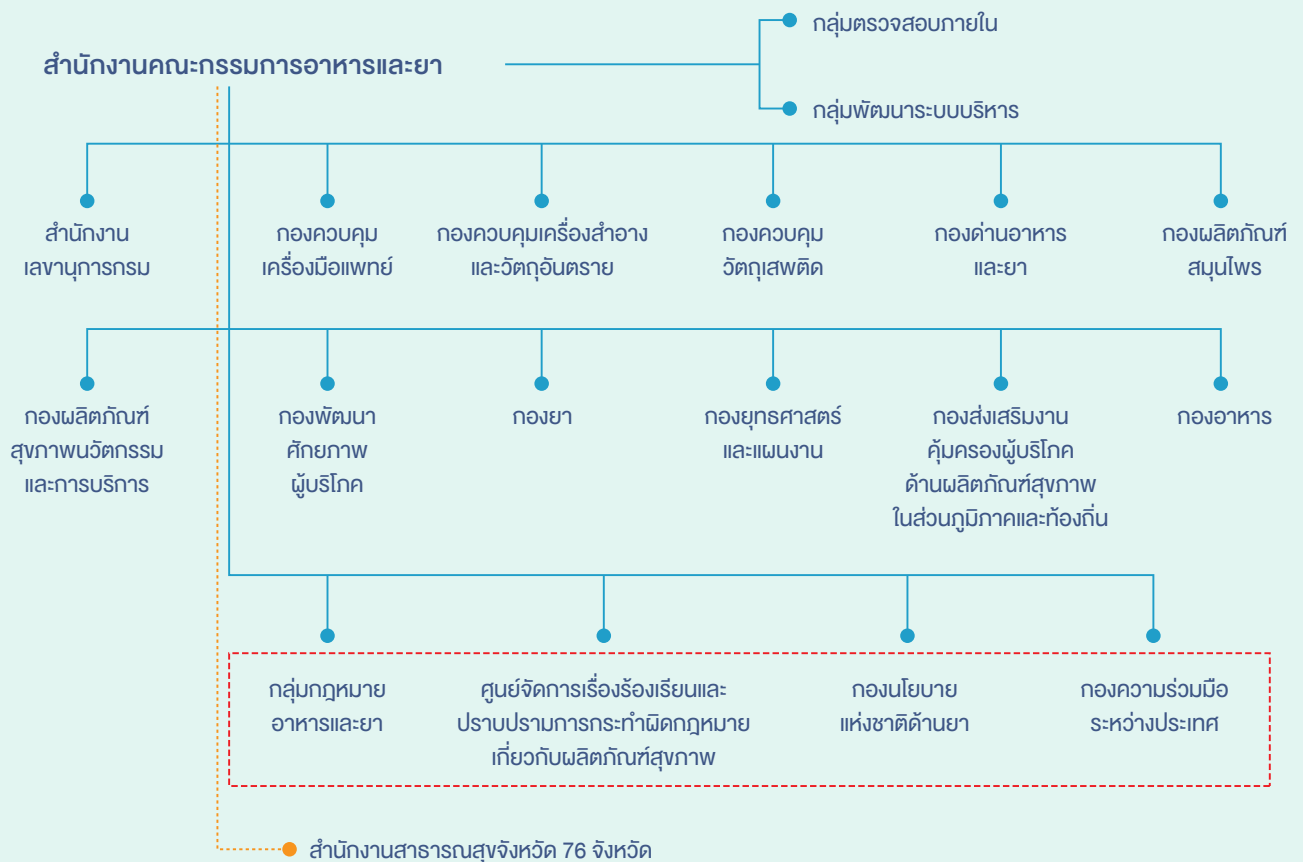 กลุ่มตรวจสอบภายใน
สำนักงานคณะกรรมการอาหารและยา
กลุ่มพัฒนาระบบบริหาร
สำนักงาน
เลขานุการกรม
กองควบคุม
เครื่องมือแพทย์
กองควบคุมเครื่องสำอาง
และวัตถุอันตราย
กองควบคุม
วัตถุเสพติด
กองด่านอาหาร
และยา
กองผลิตภัณฑ์
สมุนไพร
กองผลิตภัณฑ์
สุขภาพนวัตกรรม
และการบริการ
กองพัฒนา
ศักยภาพ
ผู้บริโภค
กองยา
กองยุทธศาสตร์
และแผนงาน
กองส่งเสริมงาน
คุ้มครองผู้บริโภค
ด้านผลิตภัณฑ์สุขภาพ
ในส่วนภูมิภาคและท้องถิ่น
กองอาหาร
กลุ่มกฎหมาย
อาหารและยา
ศูนย์จัดการเรื่องร้องเรียนและ
ปราบปรามการกระทำผิดกฎหมาย
เกี่ยวกับผลิตภัณฑ์สุขภาพ
กองนโยบาย
แห่งชาติด้านยา
กองความร่วมมือ
ระหว่างประเทศ
สำนักงานสาธารณสุขจังหวัด 76 จังหวัด